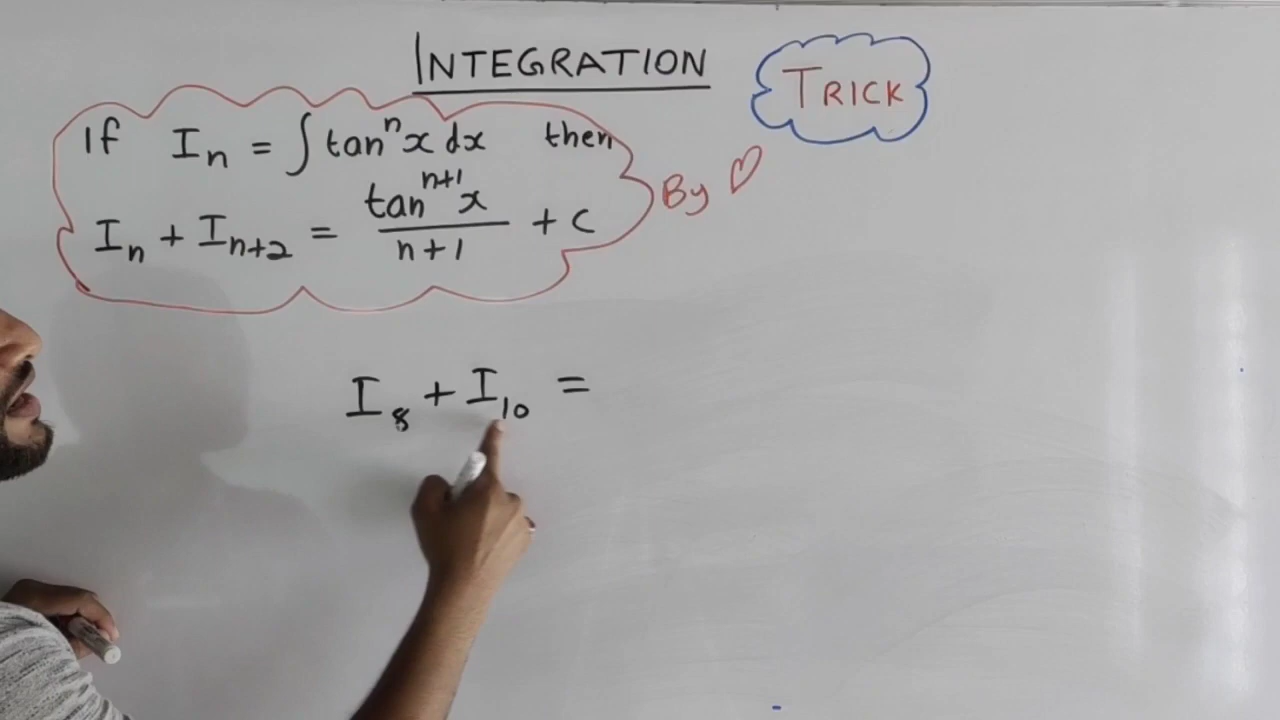 INTEGRATION
TRICK
If Iₙ = ∫ tanⁿx dx then
Iₙ + Iₙ₊₂ = tanⁿ⁺¹x / n+1 + c
By ♡
I₈ + I₁₀ =